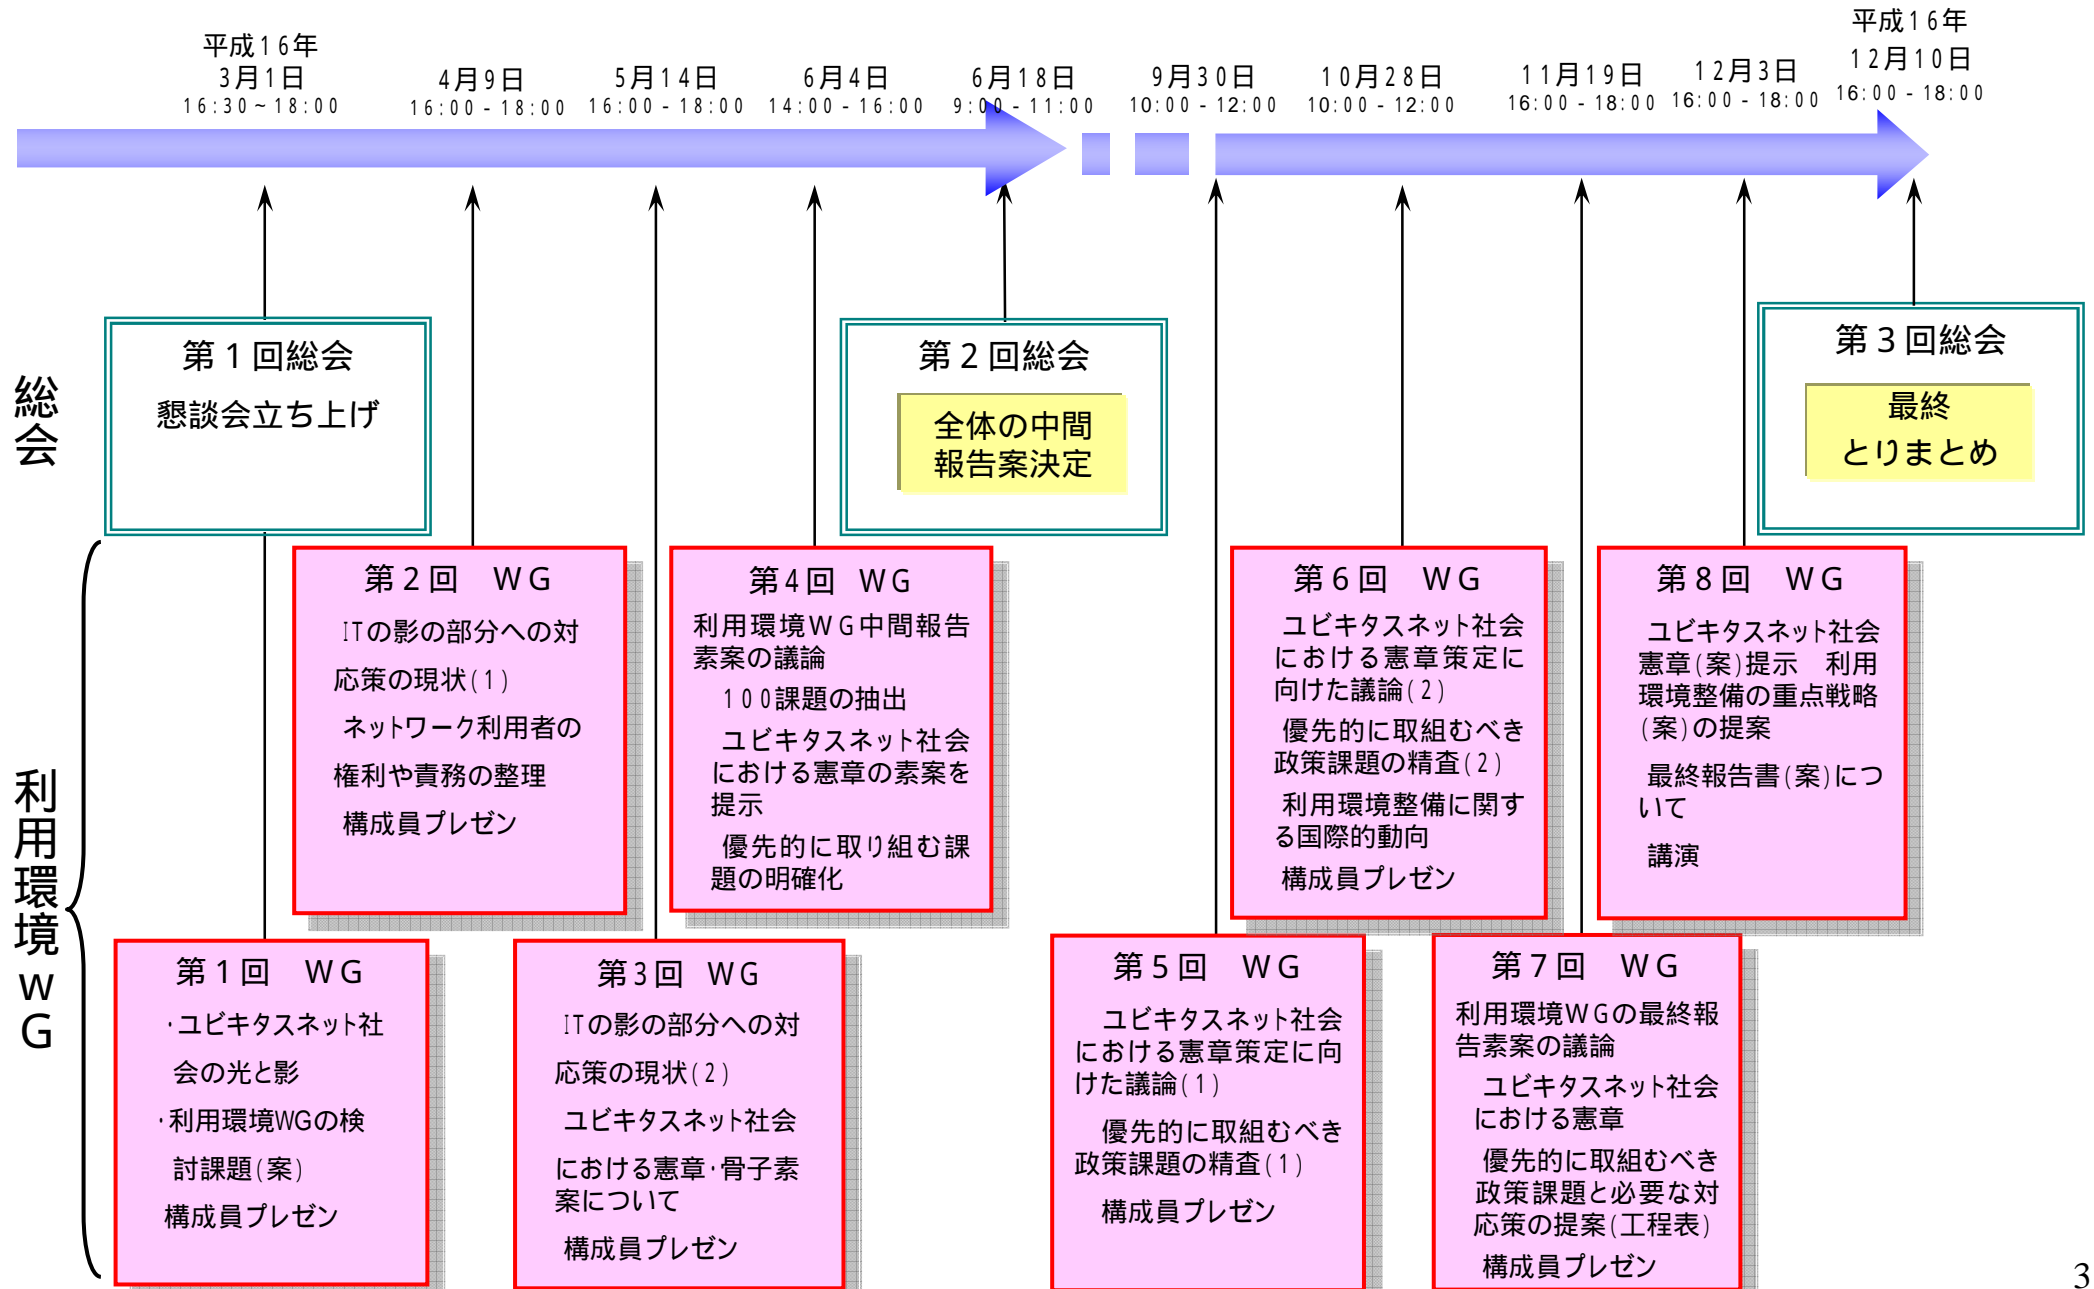 平成16年
3月1日
16:30~18:00
4月9日
16:00-18:00
5月14日
16:00-18:00
6月4日
14:00-16:00
6月18日
9:00-11:00
9月30日
10:00-12:00
10月28日
10:00-12:00
11月19日
16:00-18:00
12月3日
16:00-18:00
平成16年
12月10日
16:00-18:00
総会
第1回総会
懇談会立ち上げ
第2回総会
全体の中間
報告案決定
第3回総会
最終
とりまとめ
利用環境WG
第1回 WG
・ユビキタスネット社
会の光と影
・利用環境WGの検
討課題(案)
構成員プレゼン
第2回 WG
ITの影の部分への対
応策の現状(1)
ネットワーク利用者の
権利や責務の整理
構成員プレゼン
第3回 WG
ITの影の部分への対
応策の現状(2)
ユビキタスネット社会
における憲章・骨子素
案について
構成員プレゼン
第4回 WG
利用環境WG中間報告
素案の議論
100課題の抽出
ユビキタスネット社会
における憲章の素案を
提示
優先的に取り組む課
題の明確化
第5回 WG
ユビキタスネット社会
における憲章策定に向
けた議論(1)
優先的に取組むべき
政策課題の精査(1)
構成員プレゼン
第6回 WG
ユビキタスネット社会
における憲章策定に
向けた議論(2)
優先的に取組むべき
政策課題の精査(2)
利用環境整備に関す
る国際的動向
構成員プレゼン
第7回 WG
利用環境WGの最終報
告素案の議論
ユビキタスネット社会
における憲章
優先的に取組むべき
政策課題と必要な対
応策の提案(工程表)
構成員プレゼン
第8回 WG
ユビキタスネット社会
憲章(案)提示 利用
環境整備の重点戦略
(案)の提案
最終報告書(案)につ
いて
講演
3